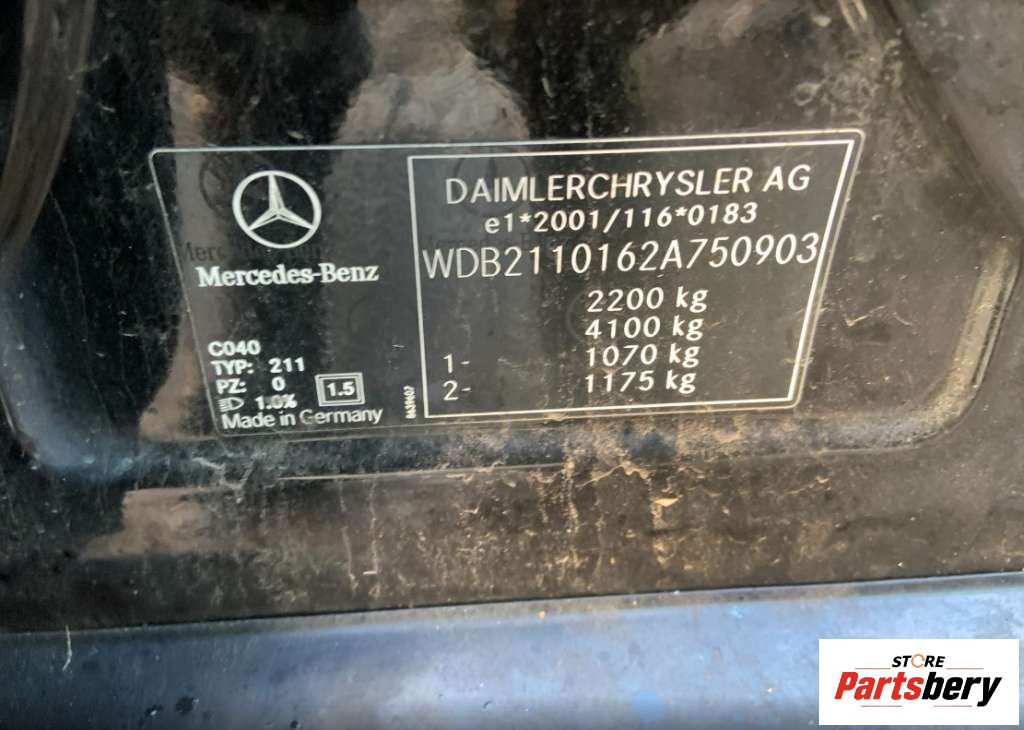 Mercedes-Benz
C040
TYP: 211
PZ: 0
1.0%
1.5
Made in Germany
DAIMLERCHRYSLER AG
e1*2001/116*0183
WDB2110162A750903
2200 kg
4100 kg
1- 1070 kg
2- 1175 kg
STORE
Partsbery